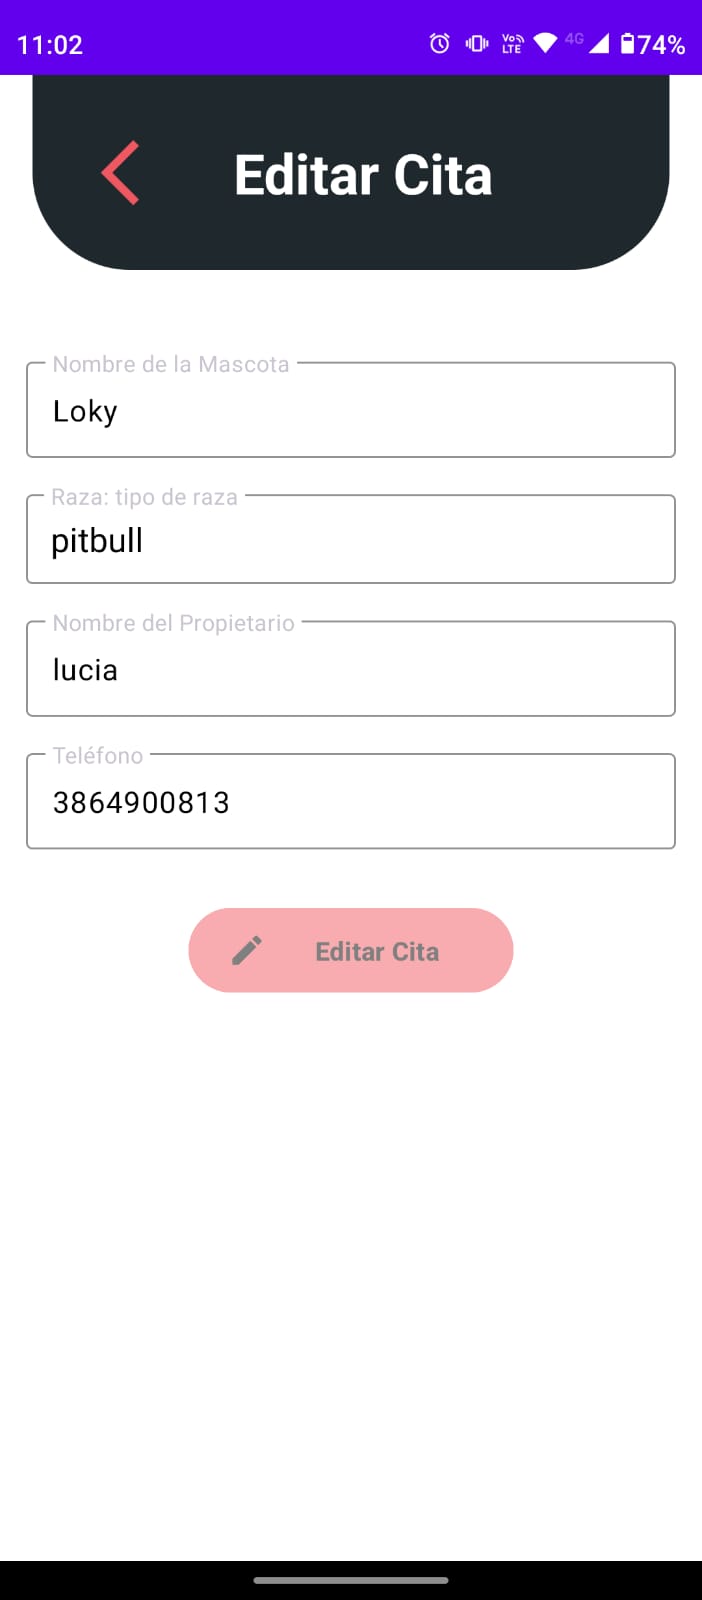 11:02 Vo LTE 4G 74%
Editar Cita
Nombre de la Mascota
Loky
Raza: tipo de raza
pitbull
Nombre del Propietario
lucia
Teléfono
3864900813
Editar Cita